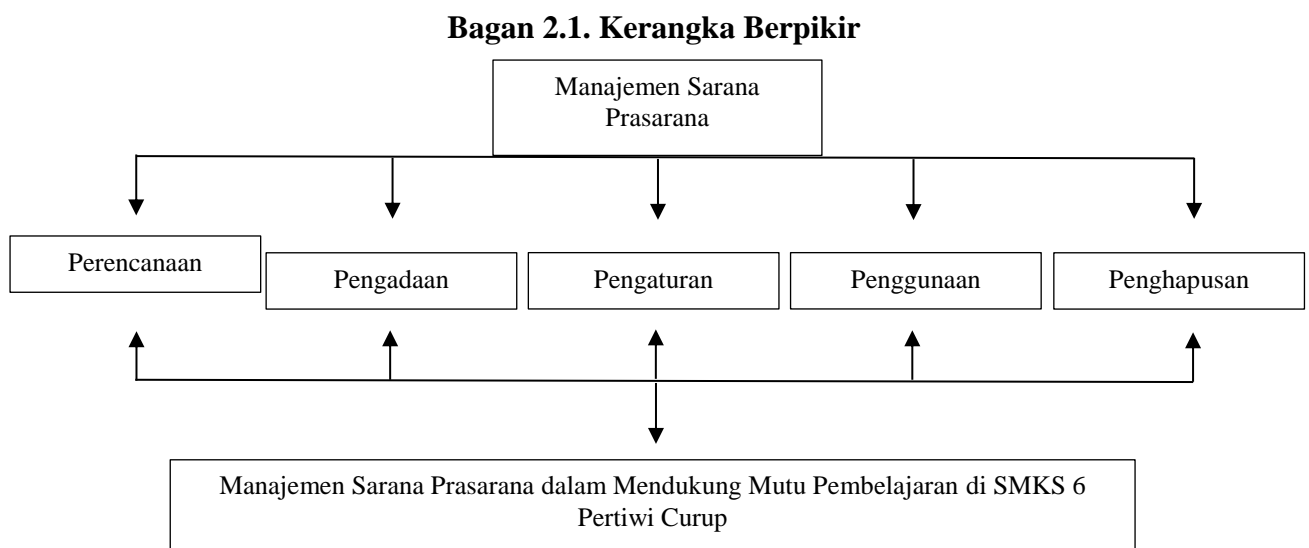 Bagan 2.1. Kerangka Berpikir
Manajemen Sarana
Prasarana
Perencanaan
Pengadaan
Pengaturan
Penggunaan
Penghapusan
Manajemen Sarana Prasarana dalam Mendukung Mutu Pembelajaran di SMKS 6
Pertiwi Curup